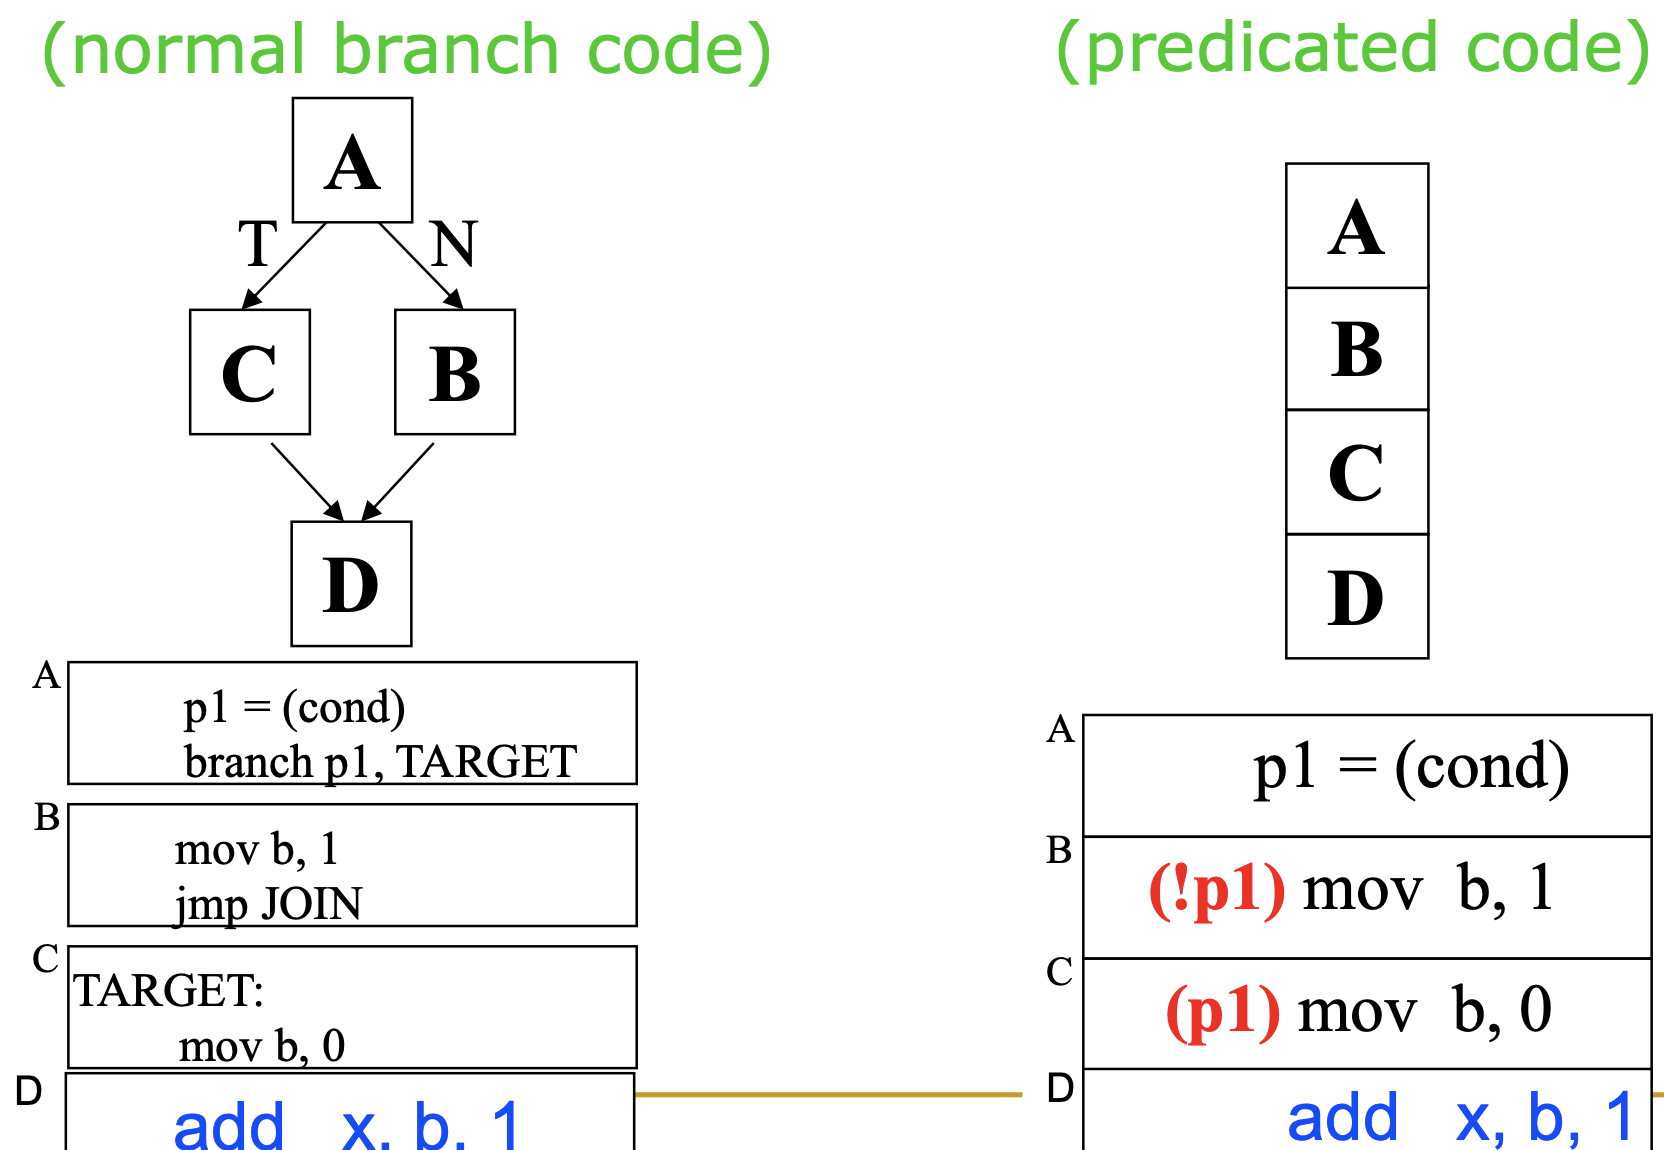 (normal branch code)
A
T N
C B
D
A
p1 = (cond)
branch p1, TARGET
B
mov b, 1
jmp JOIN
C
TARGET:
mov b, 0
D
add x, b, 1
(predicated code)
A
B
C
D
A
p1 = (cond)
B
(!p1) mov b, 1
C
(p1) mov b, 0
D
add x, b, 1